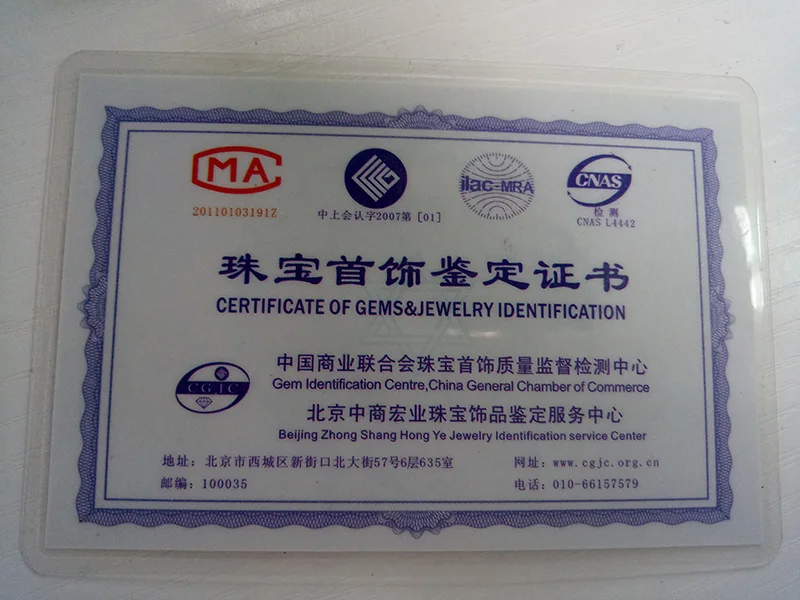 CMA
ilac-MRA
CNAS
20110103191Z
中上会认字2007第[01]
检测
CNAS L4442
珠宝首饰鉴定证书
CERTIFICATE OF GEMS&JEWELRY IDENTIFICATION
中国商业联合会珠宝首饰质量监督检测中心
CGJC
Gem Identification Centre,China General Chamber of Commerce
北京中商宏业珠宝饰品鉴定服务中心
Beijing Zhong Shang Hong Ye Jewelry Identification service Center
地址：北京市西城区新街口北大街57号6层635室 网址：www.cgjc.org.cn
邮编：100035 电话：010-66157579